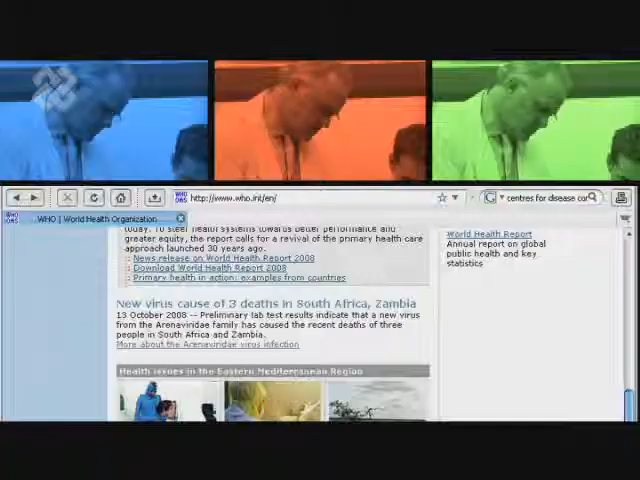 http://www.who.int/en/
centres for disease cor
WHO | World Health Organization
today. To steer health systems towards better performance and
greater equity, the report calls for a revival of the primary health care
approach launched 30 years ago.
:: News release on World Health Report 2008
:: Download World Health Report 2008
:: Primary health in action: examples from countries
World Health Report
Annual report on global
public health and key
statistics
New virus cause of 3 deaths in South Africa, Zambia
13 October 2008 -- Preliminary lab test results indicate that a new virus
from the Arenaviridae family has caused the recent deaths of three
people in South Africa and Zambia.
More about the Arenaviridae virus infection
Health issues in the Eastern Mediterranean Region